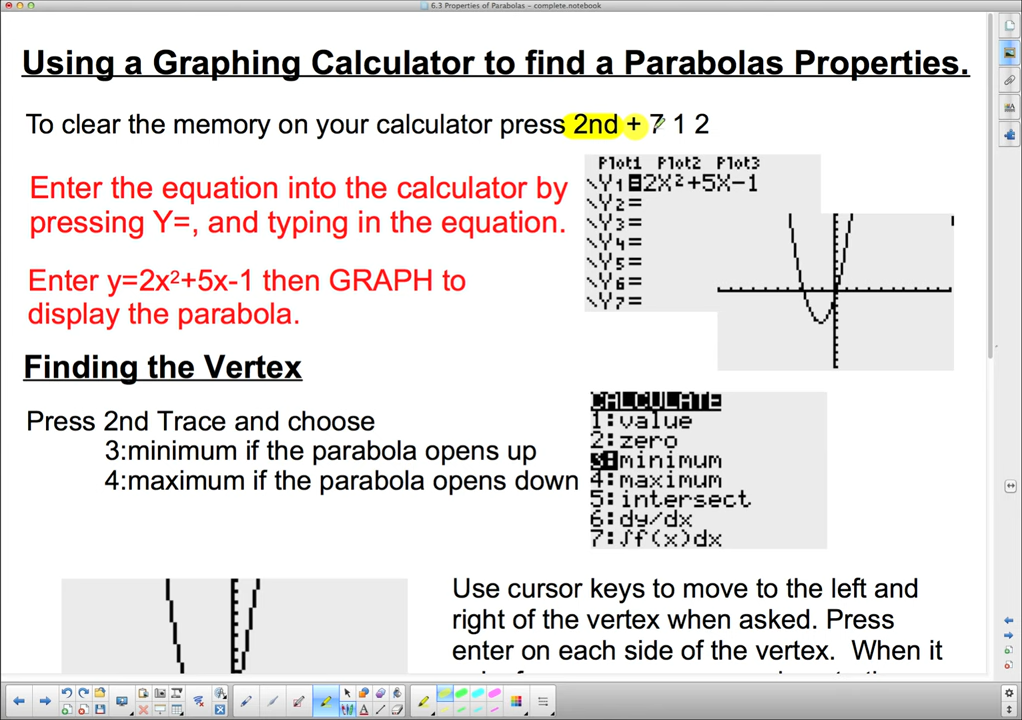 6.3 Properties of Parabolas - complete.notebook
Using a Graphing Calculator to find a Parabolas Properties.
To clear the memory on your calculator press 2nd + 7 1 2
Enter the equation into the calculator by
pressing Y=, and typing in the equation.
Enter y=2x²+5x-1 then GRAPH to
display the parabola.
Plot1 Plot2 Plot3
\Y₁=2X²+5X-1
\Y₂=
\Y₃=
\Y₄=
\Y₅=
\Y₆=
\Y₇=
Finding the Vertex
Press 2nd Trace and choose
3:minimum if the parabola opens up
4:maximum if the parabola opens down
CALCULATE
1:value
2:zero
3:minimum
4:maximum
5:intersect
6:dy/dx
7:∫f(x)dx
Use cursor keys to move to the left and
right of the vertex when asked. Press
enter on each side of the vertex. When it